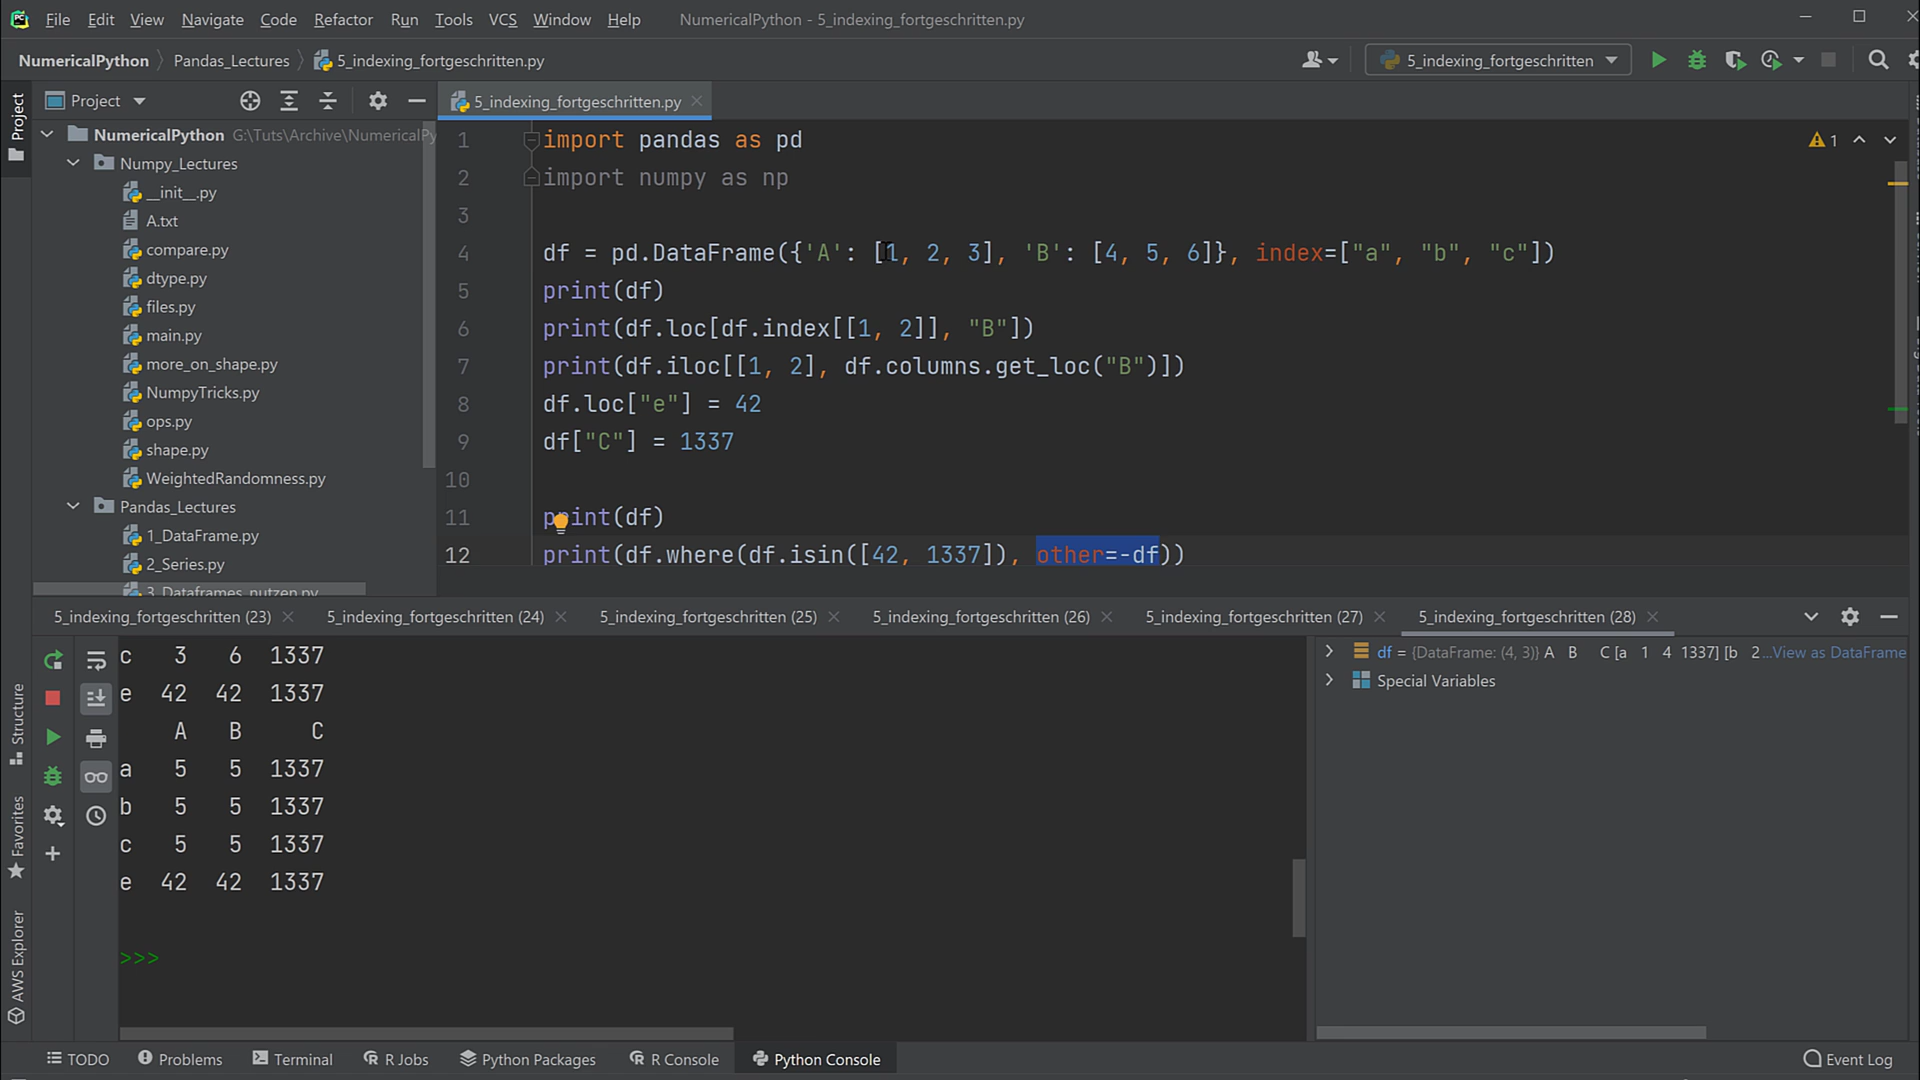 File Edit View Navigate Code Refactor Run Tools VCS Window Help NumericalPython - 5_indexing_fortgeschritten.py
NumericalPython Pandas_Lectures 5_indexing_fortgeschritten.py 5_indexing_fortgeschritten
Project 5_indexing_fortgeschritten.py
Project
NumericalPython G:\Tuts\Archive\NumericalPy
Numpy_Lectures
__init__.py
A.txt
compare.py
dtype.py
files.py
main.py
more_on_shape.py
NumpyTricks.py
ops.py
shape.py
WeightedRandomness.py
Pandas_Lectures
1_DataFrame.py
2_Series.py
3_Dataframes_nutzen.py
1 import pandas as pd
2 import numpy as np
3
4 df = pd.DataFrame({'A': [1, 2, 3], 'B': [4, 5, 6]}, index=["a", "b", "c"])
5 print(df)
6 print(df.loc[df.index[[1, 2]], "B"])
7 print(df.iloc[[1, 2], df.columns.get_loc("B")])
8 df.loc["e"] = 42
9 df["C"] = 1337
10
11 print(df)
12 print(df.where(df.isin([42, 1337]), other=-df))
1
5_indexing_fortgeschritten (23) 5_indexing_fortgeschritten (24) 5_indexing_fortgeschritten (25) 5_indexing_fortgeschritten (26) 5_indexing_fortgeschritten (27) 5_indexing_fortgeschritten (28)
c 3 6 1337
e 42 42 1337
A B C
a 5 5 1337
b 5 5 1337
c 5 5 1337
e 42 42 1337
>>>
df = {DataFrame: (4, 3)} A B C [a 1 4 1337] [b 2...View as DataFrame
Special Variables
Structure
Favorites
AWS Explorer
TODO Problems Terminal R Jobs Python Packages R Console Python Console Event Log